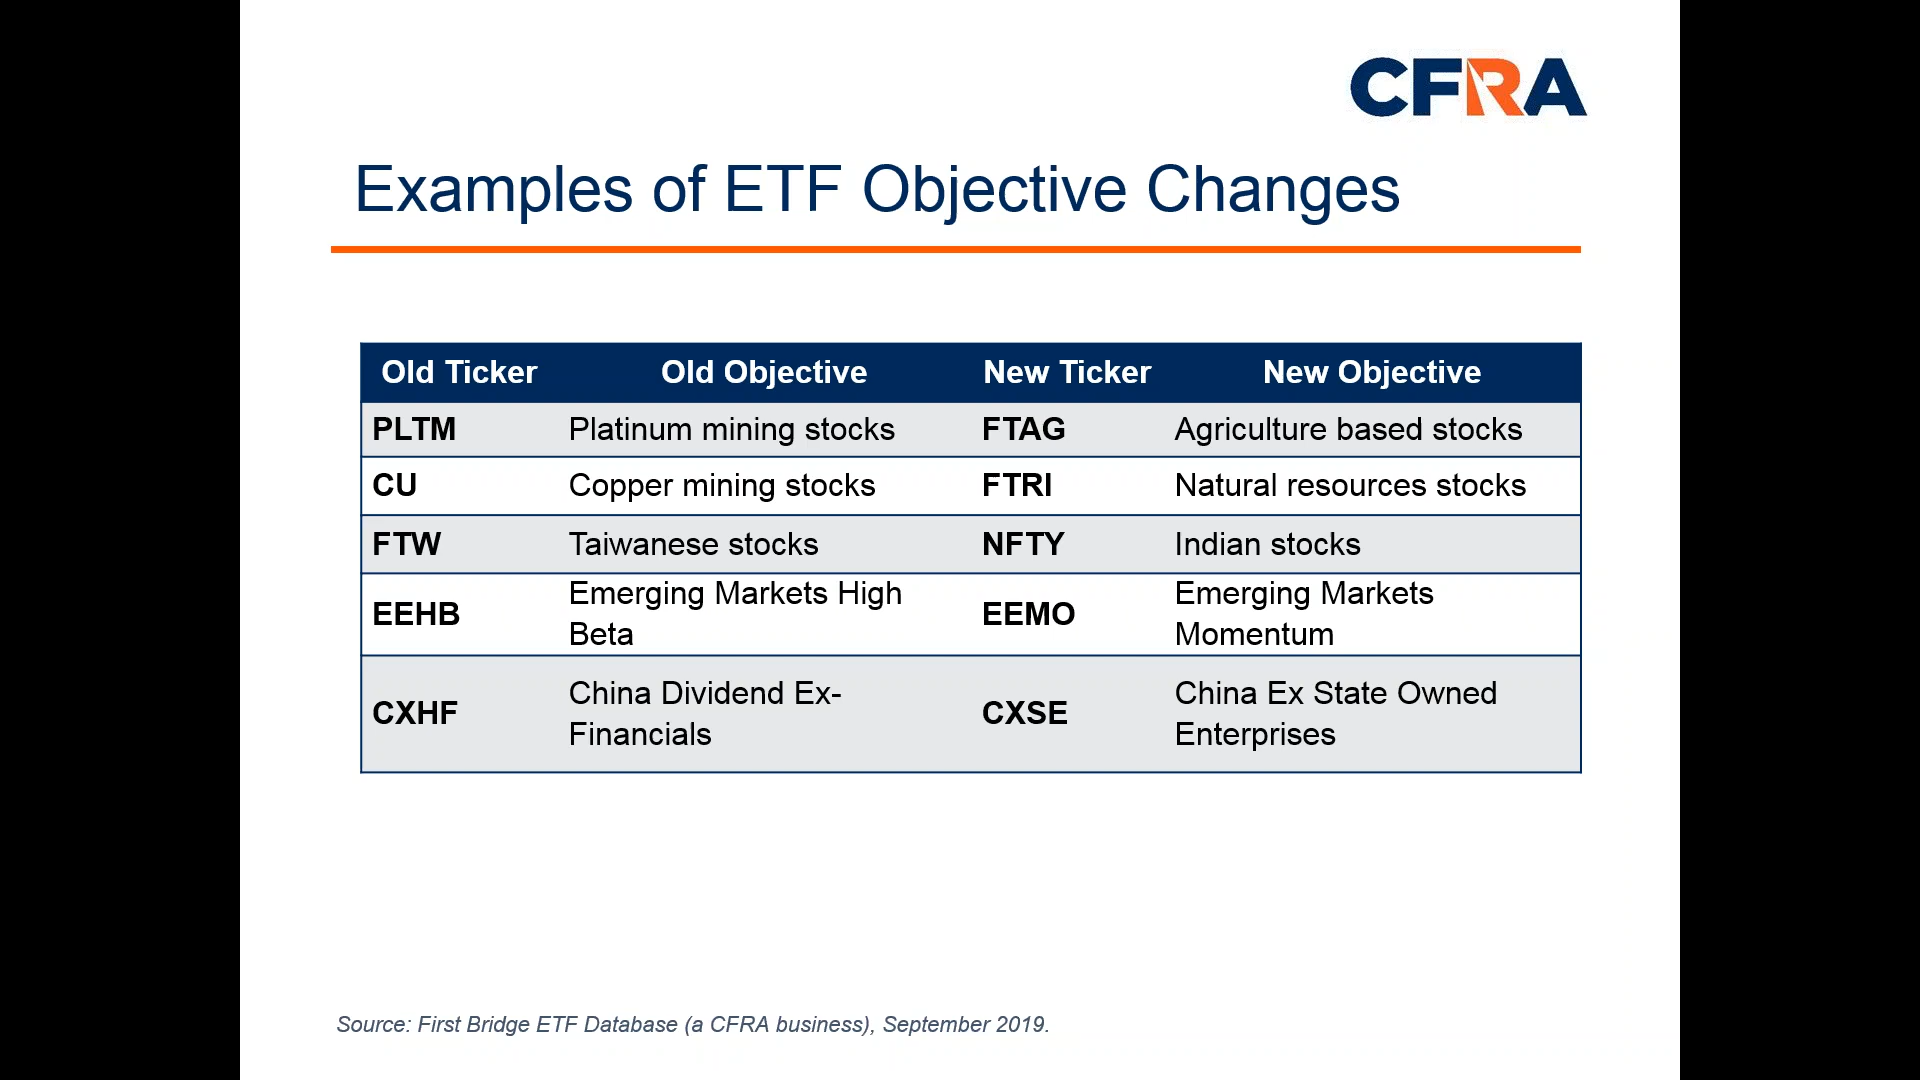 CFRA
Examples of ETF Objective Changes
Old Ticker Old Objective New Ticker New Objective
PLTM Platinum mining stocks FTAG Agriculture based stocks
CU Copper mining stocks FTRI Natural resources stocks
FTW Taiwanese stocks NFTY Indian stocks
EEHB Emerging Markets High Beta EEMO Emerging Markets Momentum
CXHF China Dividend Ex-Financials CXSE China Ex State Owned Enterprises
Source: First Bridge ETF Database (a CFRA business), September 2019.